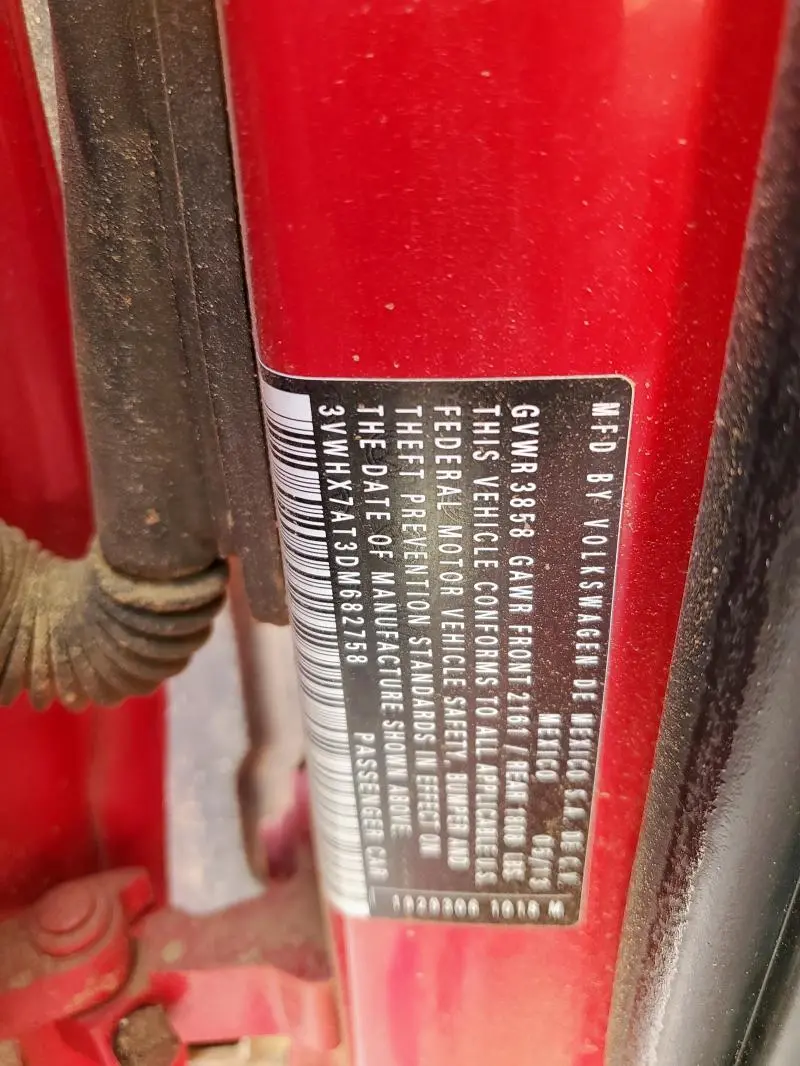 MFD BY VOLKSWAGEN DE MEXICO S.A. DE C.V.
MEXICO 05/13
GVWR 3858 GAWR FRONT 2161 / REAR 1808 LBS
THIS VEHICLE CONFORMS TO ALL APPLICABLE U.S.
FEDERAL MOTOR VEHICLE SAFETY, BUMPER AND
THEFT PREVENTION STANDARDS IN EFFECT ON
THE DATE OF MANUFACTURE SHOWN ABOVE.
3VWHX7AT3DM682758 PASSENGER CAR